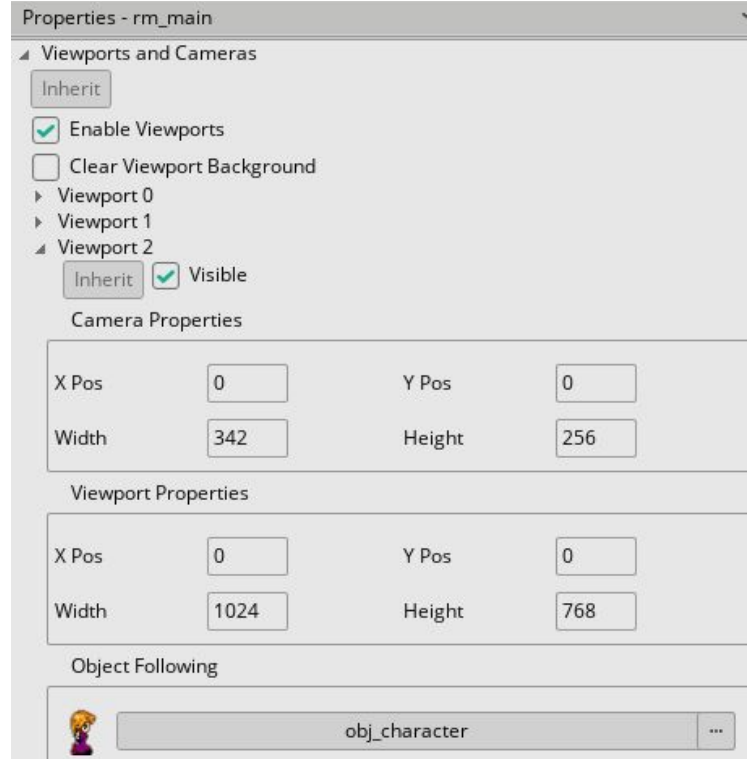 Properties - rm_main
Viewports and Cameras
Inherit
Enable Viewports
Clear Viewport Background
Viewport 0
Viewport 1
Viewport 2
Inherit Visible
Camera Properties
X Pos 0 Y Pos 0
Width 342 Height 256
Viewport Properties
X Pos 0 Y Pos 0
Width 1024 Height 768
Object Following
obj_character ...